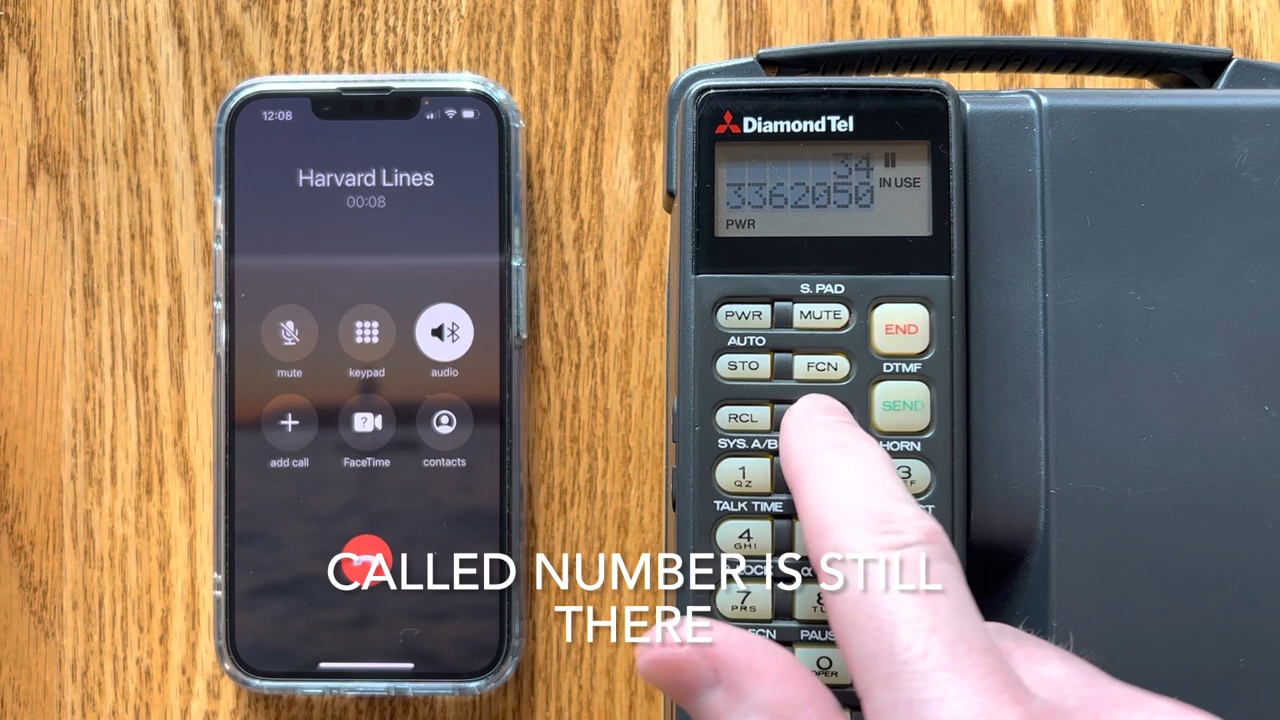 12:08
Harvard Lines
00:08
mute
keypad
audio
add call
FaceTime
contacts
DiamondTel
34
IN USE
3362050
PWR
S. PAD
PWR
MUTE
END
AUTO
STO
FCN
DTMF
SEND
RCL
SYS. A/B
HORN
1
QZ
3
TALK TIME
4
GHI
7
PRS
8
PAUS
0
OPER
CALLED NUMBER IS STILL
THERE